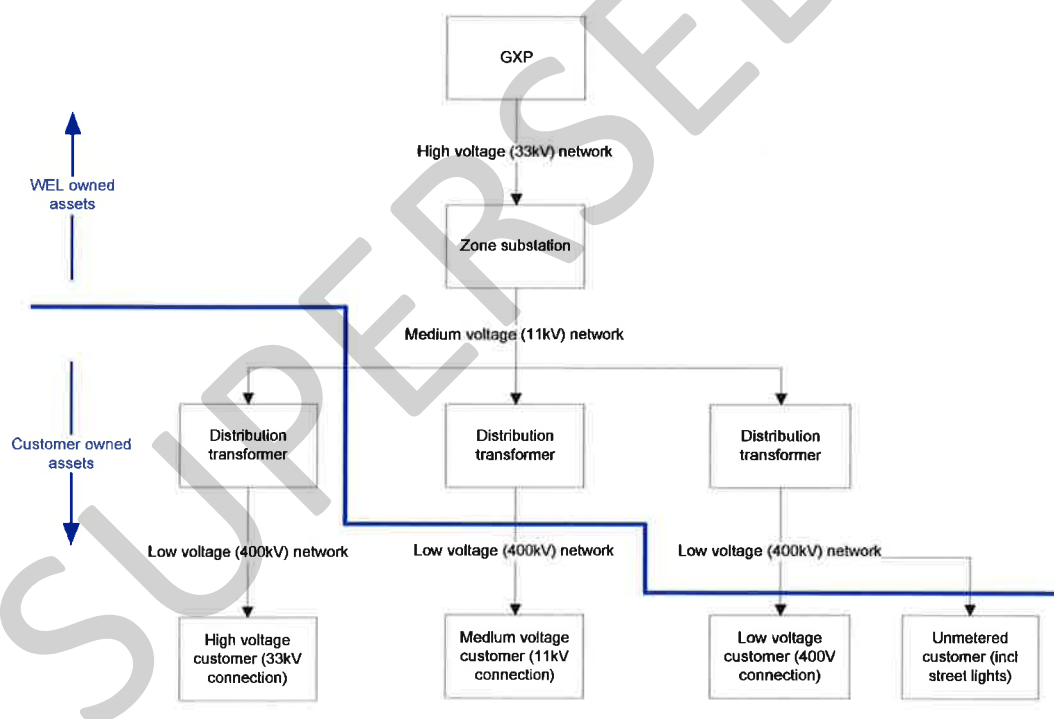 GXP
High voltage (33kV) network
WEL owned
assets
Zone substation
Medium voltage (11kV) network
Distribution
transformer
Distribution
transformer
Distribution
transformer
Customer owned
assets
Low voltage (400kV) network
Low voltage (400kV) network
Low voltage (400kV) network
High voltage
customer (33kV
connection)
Medium voltage
customer (11kV
connection)
Low voltage
customer (400V
connection)
Unmetered
customer (incl
street lights)
SUPERSE